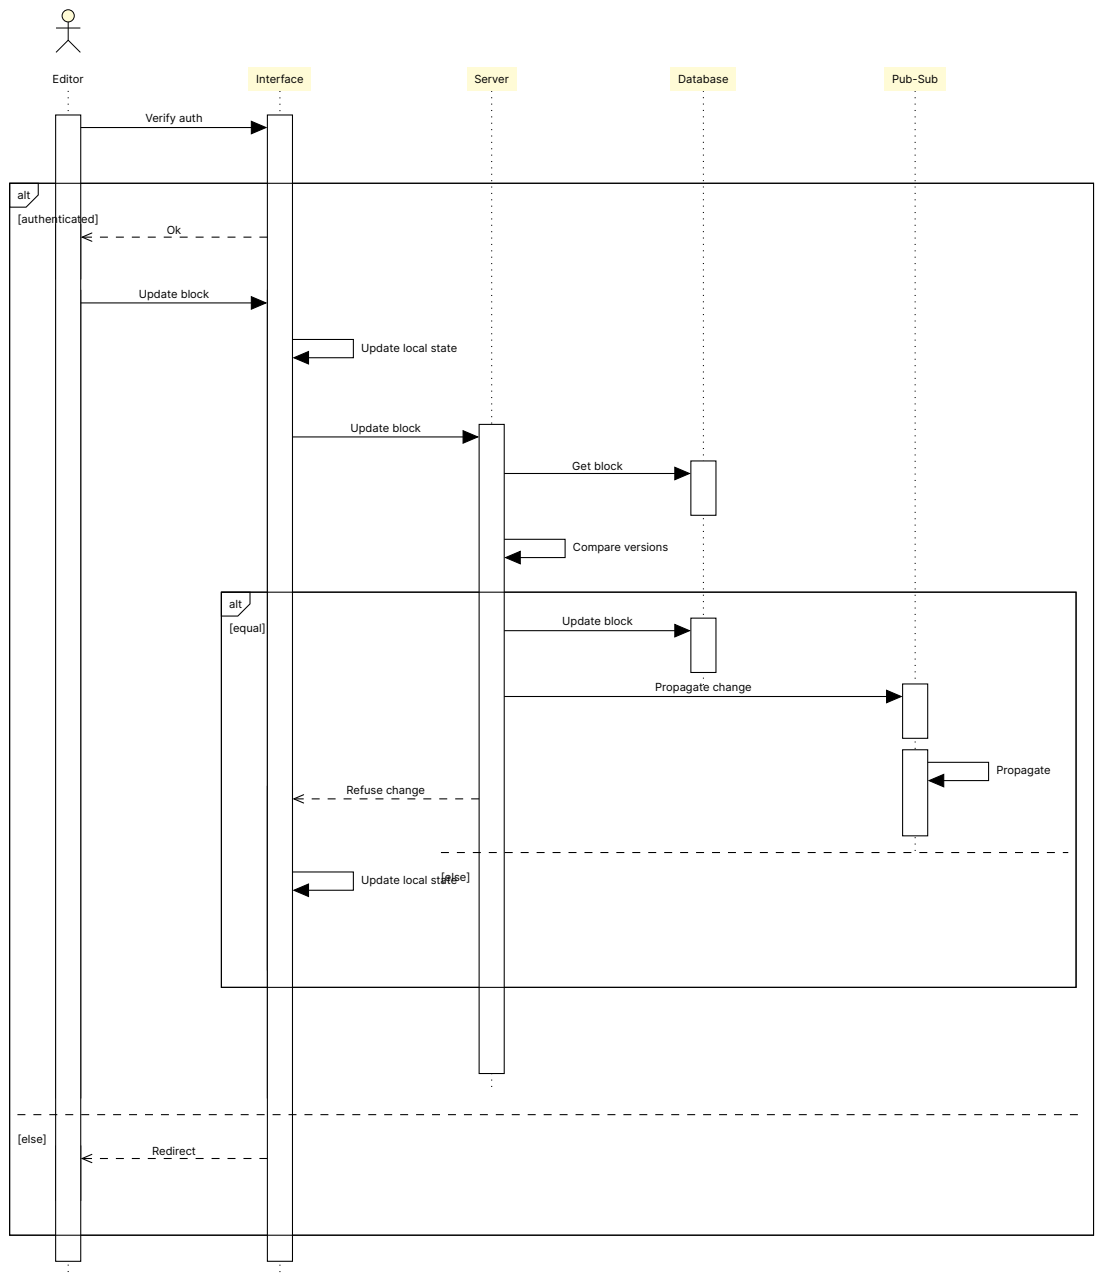 Editor
Interface
Server
Database
Pub-Sub
Verify auth
alt
[authenticated]
Ok
Update block
Update local state
Update block
Get block
Compare versions
alt
[equal]
Update block
Propagate change
Propagate
Refuse change
Update local state
[else]
[else]
Redirect